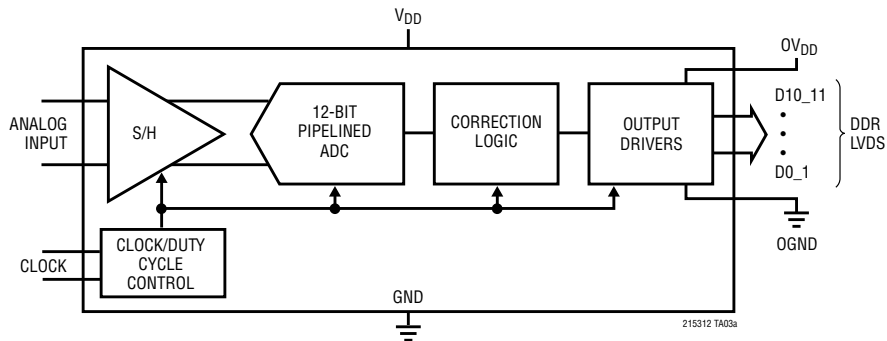 VDD
OVDD
ANALOG
INPUT
S/H
12-BIT
PIPELINED
ADC
CORRECTION
LOGIC
OUTPUT
DRIVERS
D10_11
•
•
•
D0_1
DDR
LVDS
OGND
CLOCK
CLOCK/DUTY
CYCLE
CONTROL
GND
215312 TA03a